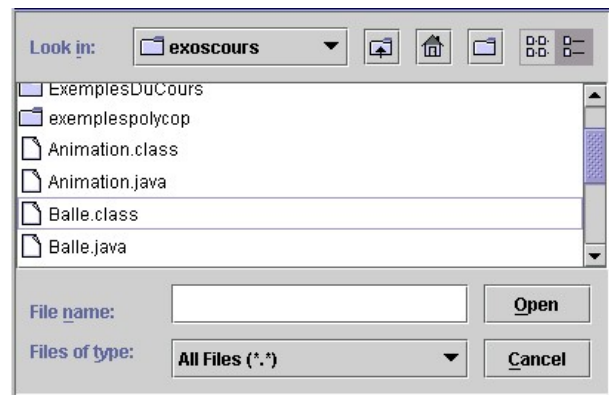 Look in: exoscours
ExemplesDuCours
exemplespolycop
Animation.class
Animation.java
Balle.class
Balle.java
File name: Open
Files of type: All Files (*.*) Cancel